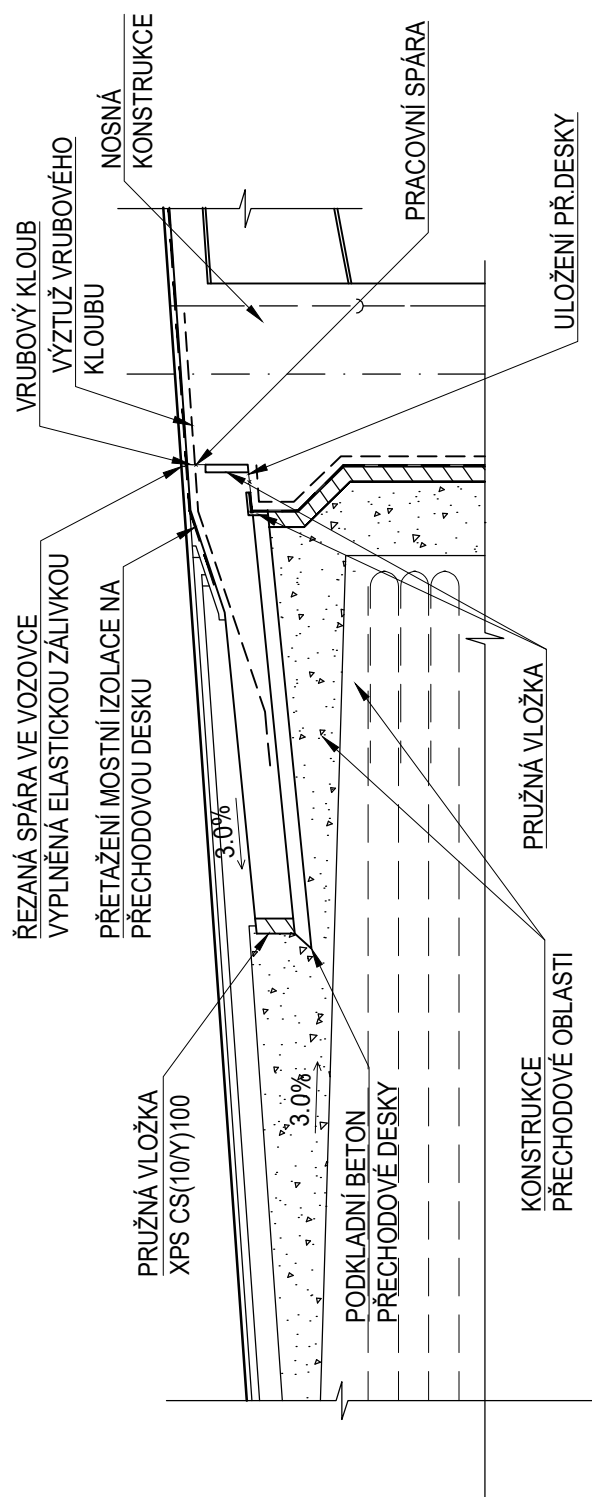 ŘEZANÁ SPÁRA VE VOZOVCE
VYPLNĚNÁ ELASTICKOU ZÁLIVKOU
PŘETAŽENÍ MOSTNÍ IZOLACE NA
PŘECHODOVOU DESKU
VRUBOVÝ KLOUB
VÝZTUŽ VRUBOVÉHO
KLOUBU
NOSNÁ
KONSTRUKCE
PRUŽNÁ VLOŽKA
XPS CS(10/Y)100
3.0%
3.0%
PODKLADNÍ BETON
PŘECHODOVÉ DESKY
PRACOVNÍ SPÁRA
KONSTRUKCE
PŘECHODOVÉ OBLASTI
PRUŽNÁ VLOŽKA
ULOŽENÍ PŘ.DESKY